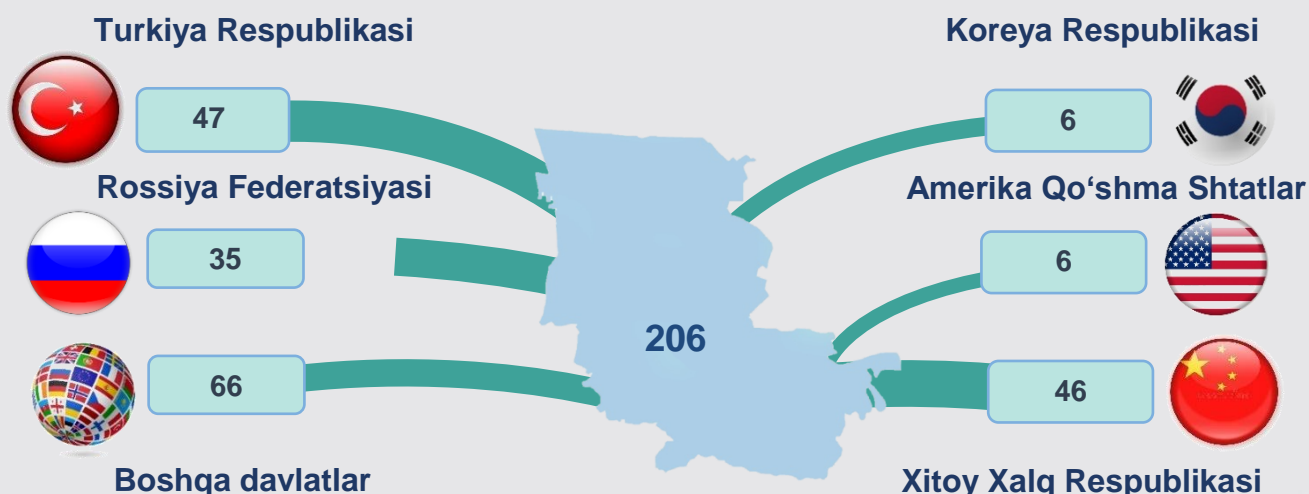 Turkiya Respublikasi
47
Rossiya Federatsiyasi
35
66
Boshqa davlatlar
206
Koreya Respublikasi
6
Amerika Qo‘shma Shtatlar
6
46
Xitoy Xalq Respublikasi